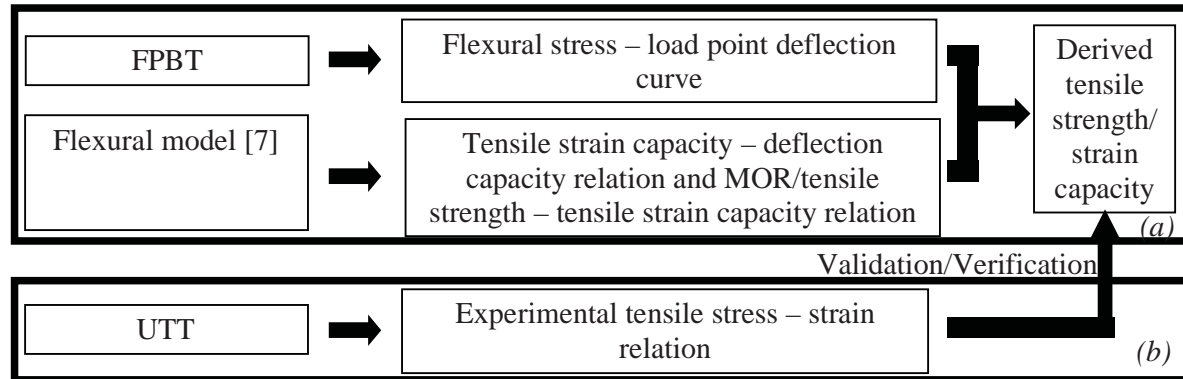 FPBT
Flexural stress – load point deflection
curve
Derived
tensile
strength/
strain
capacity
Flexural model [7]
Tensile strain capacity – deflection
capacity relation and MOR/tensile
strength – tensile strain capacity relation
(a)
Validation/Verification
UTT
Experimental tensile stress – strain
relation
(b)